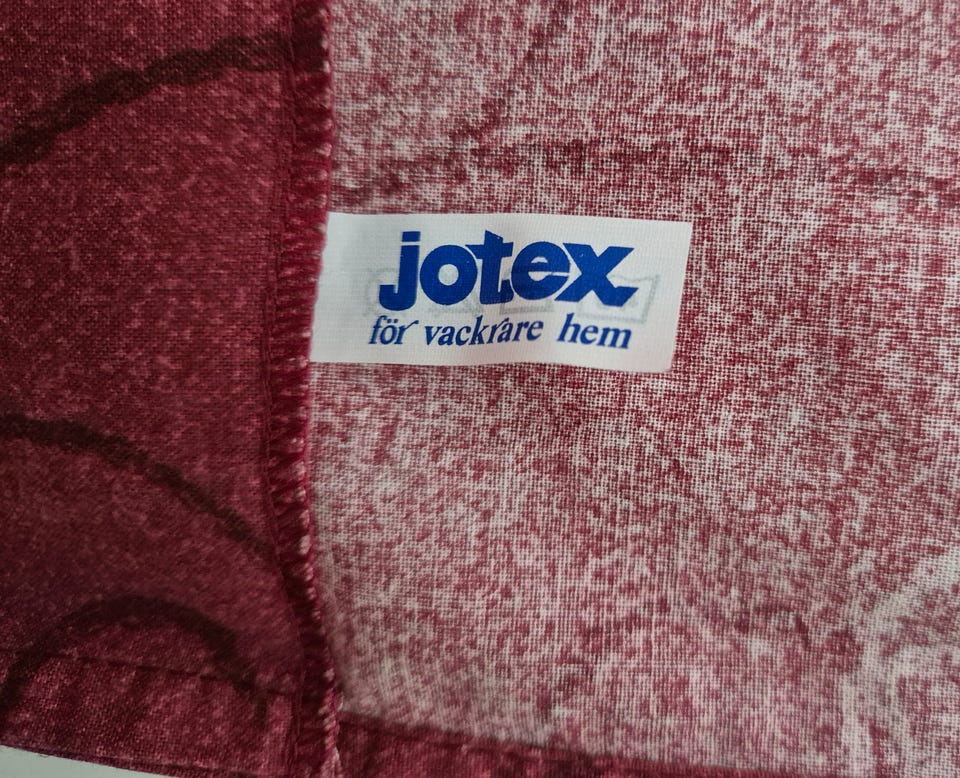 jotex
för vackrare hem